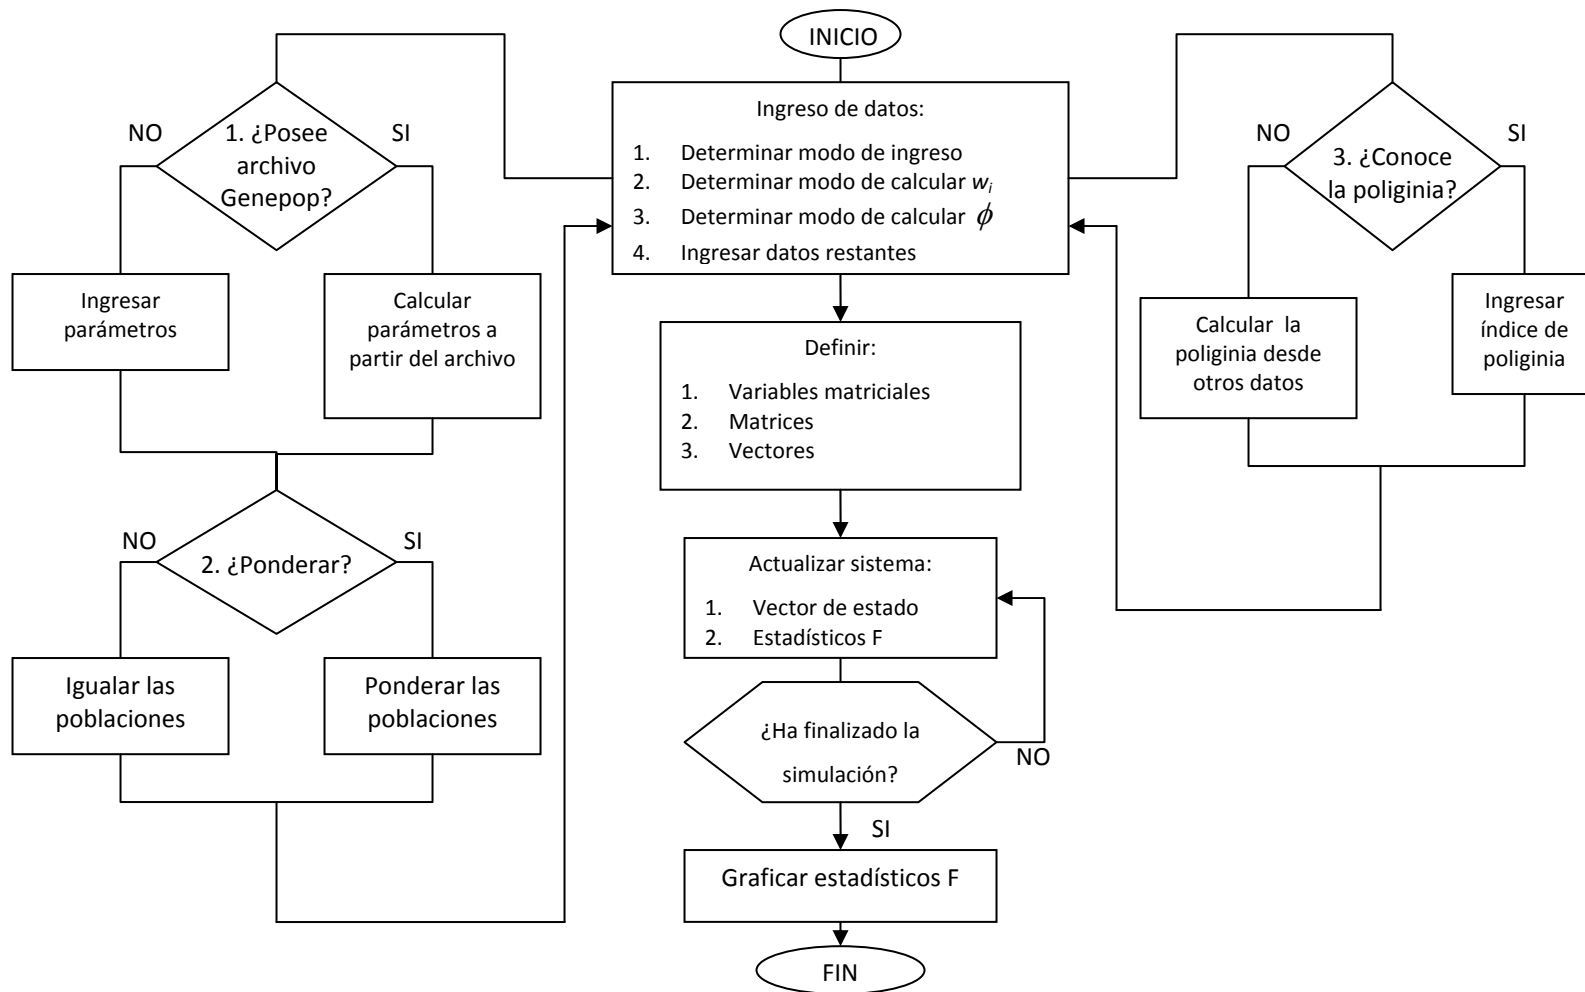 INICIO
Ingreso de datos:
1. Determinar modo de ingreso
2. Determinar modo de calcular wᵢ
3. Determinar modo de calcular ϕ
4. Ingresar datos restantes
NO
SI
1. ¿Posee
archivo
Genepop?
Ingresar
parámetros
Calcular
parámetros a
partir del archivo
NO
SI
2. ¿Ponderar?
Igualar las
poblaciones
Ponderar las
poblaciones
NO
SI
3. ¿Conoce
la poliginia?
Calcular la
poliginia desde
otros datos
Ingresar
índice de
poliginia
Definir:
1. Variables matriciales
2. Matrices
3. Vectores
Actualizar sistema:
1. Vector de estado
2. Estadísticos F
¿Ha finalizado la
simulación?
NO
SI
Graficar estadísticos F
FIN